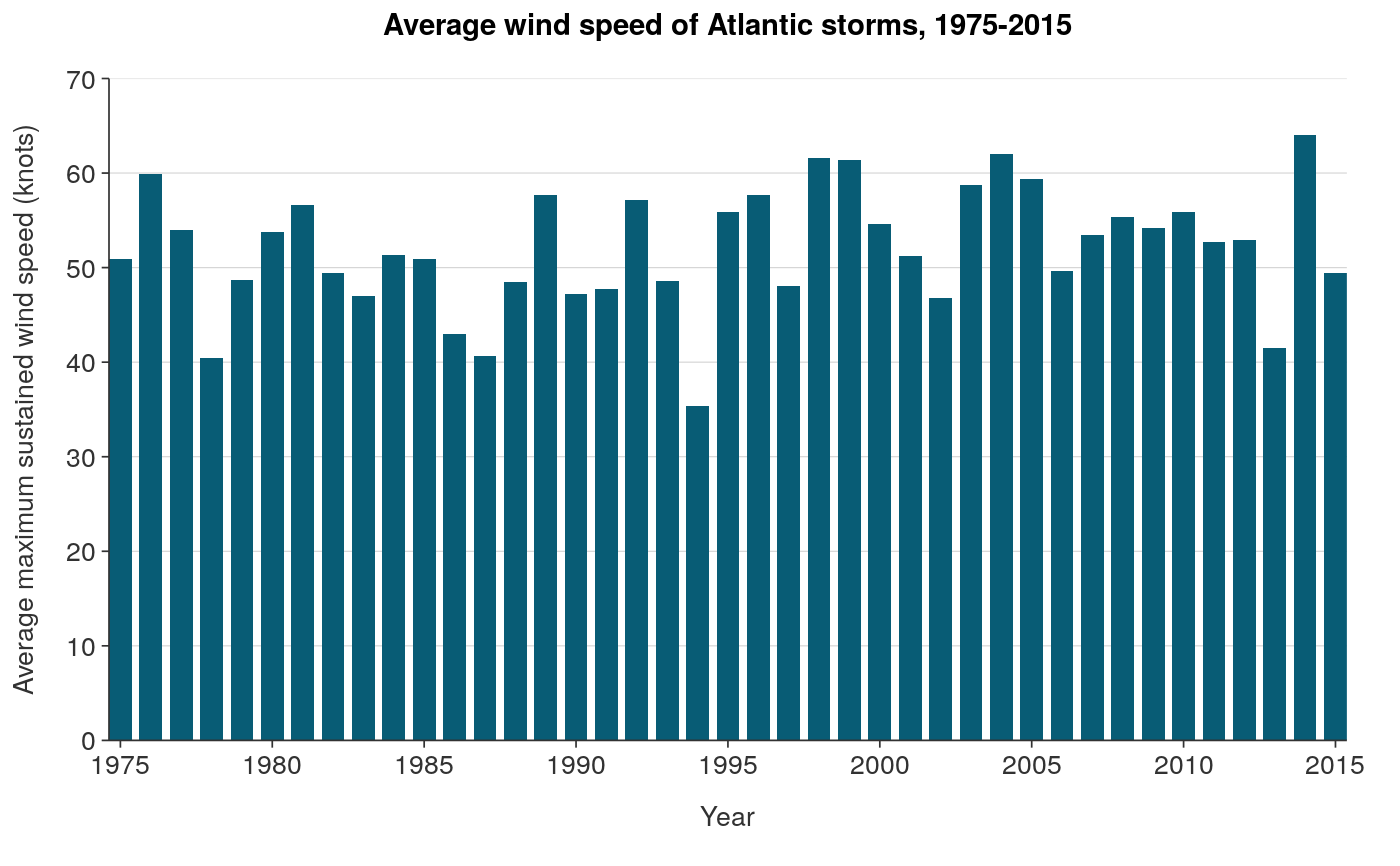 Average wind speed of Atlantic storms, 1975-2015
Average maximum sustained wind speed (knots)
70
60
50
40
30
20
10
0
1975 1980 1985 1990 1995 2000 2005 2010 2015
Year